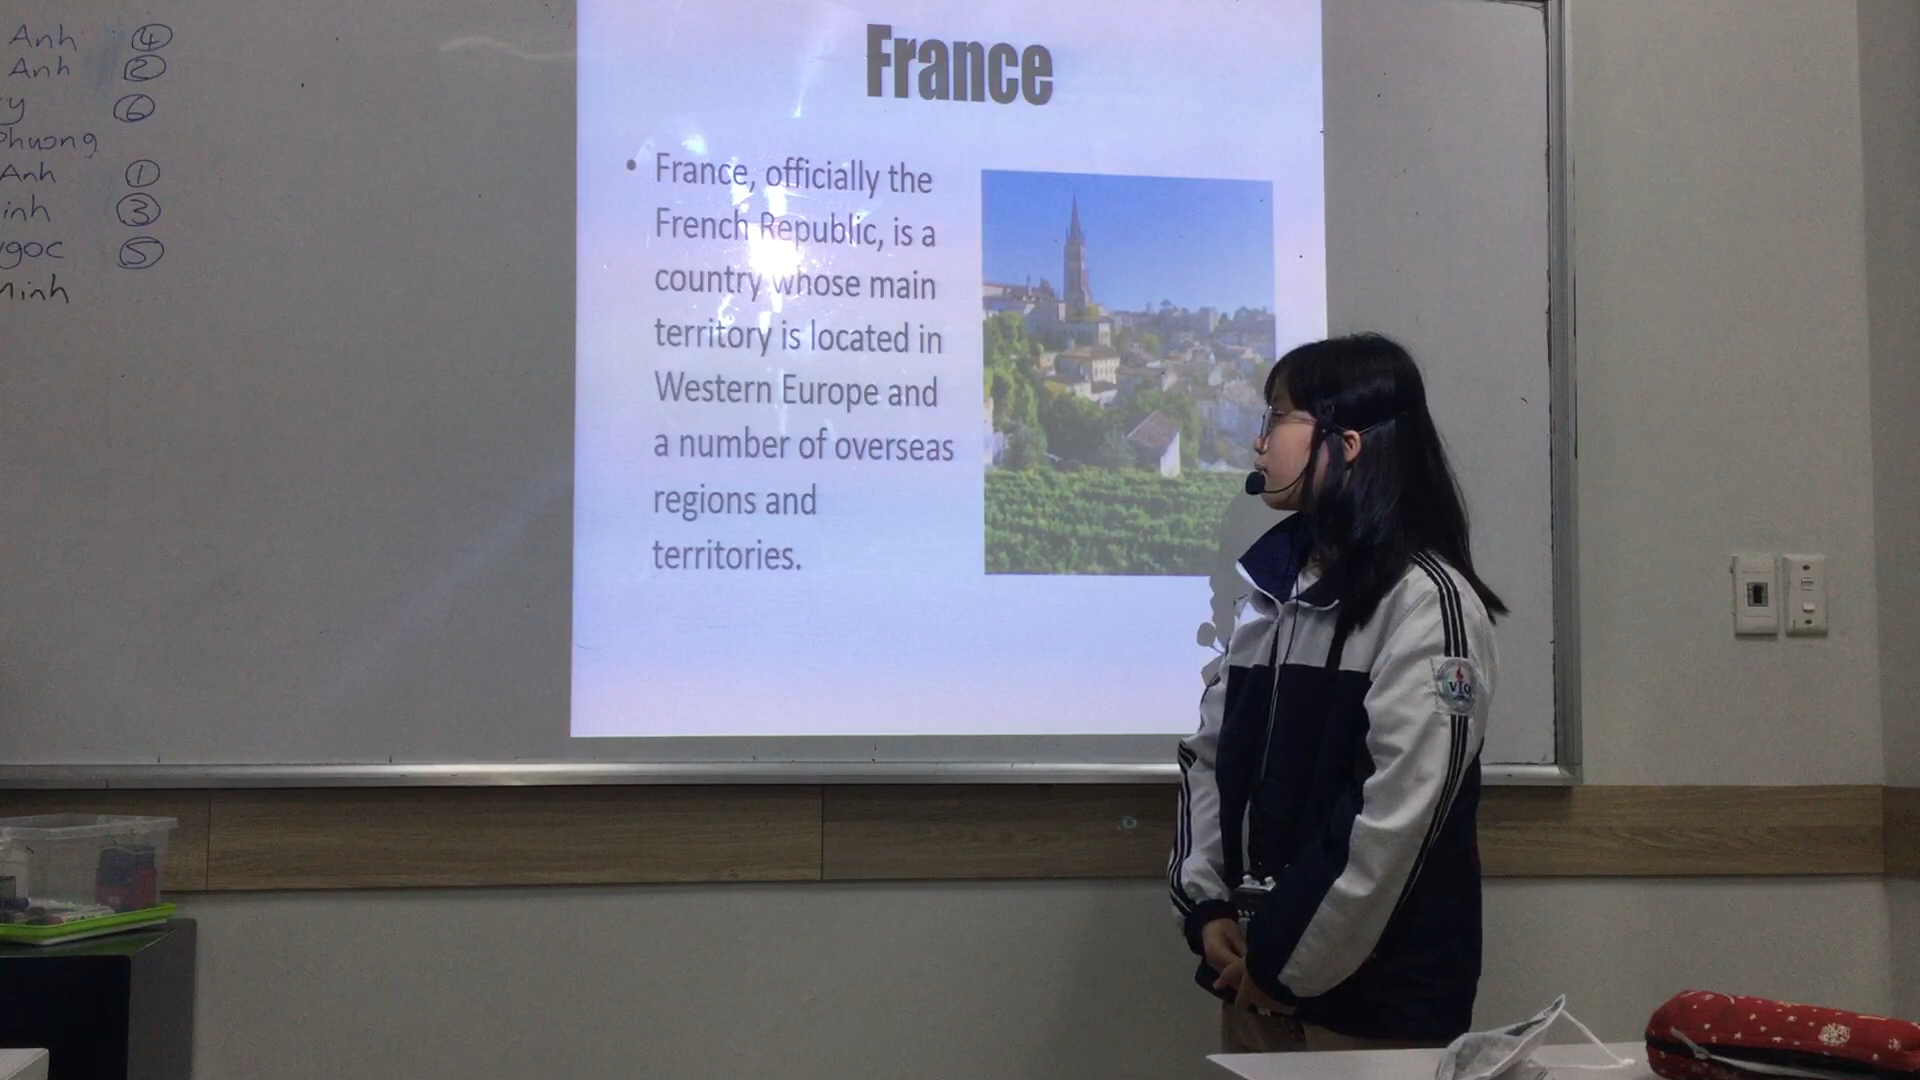 Anh ④
Anh ②
y ⑥
Phuong
Anh ①
inh ③
goc ⑤
Minh
France
• France, officially the
French Republic, is a
country whose main
territory is located in
Western Europe and
a number of overseas
regions and
territories.